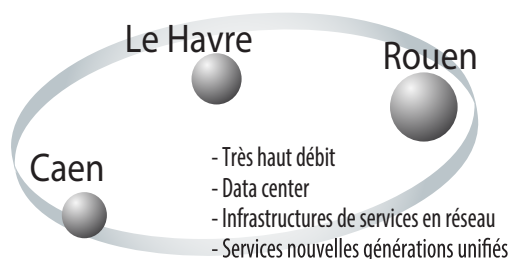 Le Havre
Rouen
Caen
- Très haut débit
- Data center
- Infrastructures de services en réseau
- Services nouvelles générations unifiés